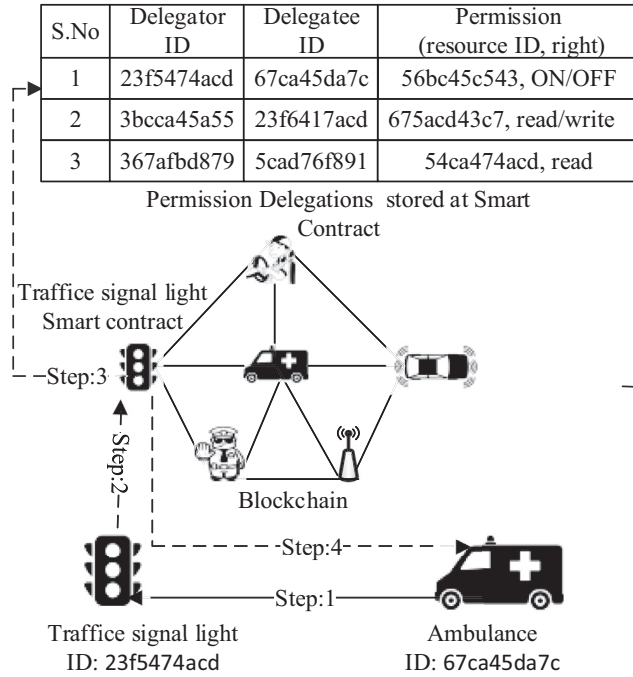 S.No Delegator ID Delegatee ID Permission (resource ID, right)
1 23f5474acd 67ca45da7c 56bc45c543, ON/OFF
2 3bcca45a55 23f6417acd 675acd43c7, read/write
3 367afbd879 5cad76f891 54ca474acd, read
Permission Delegations stored at Smart
Contract
Traffice signal light
Smart contract
Step:3
Step:2
Blockchain
Step:4
Step:1
Traffice signal light
ID: 23f5474acd
Ambulance
ID: 67ca45da7c